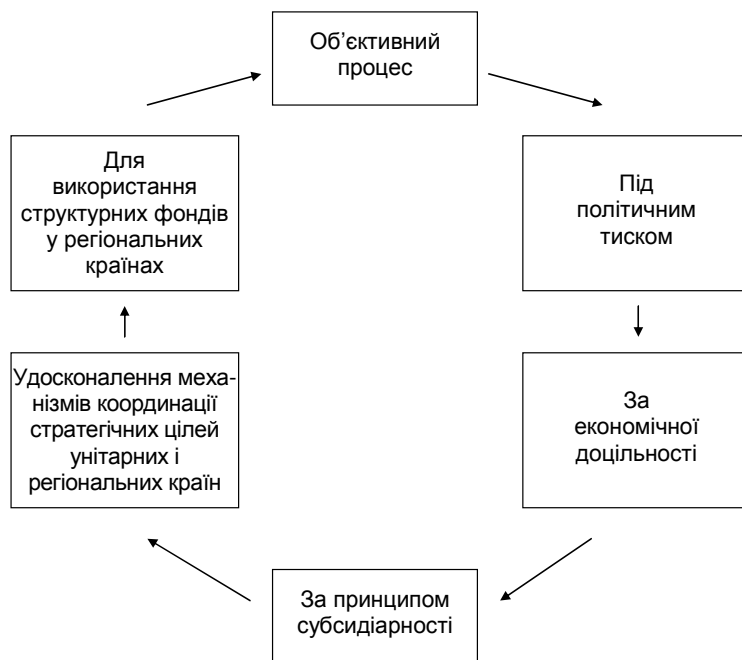 Об’єктивний
процес
Під
політичним
тиском
За
економічної
доцільності
За принципом
субсидіарності
Удосконалення меха-
нізмів координації
стратегічних цілей
унітарних і
регіональних країн
Для
використання
структурних фондів
у регіональних
країнах